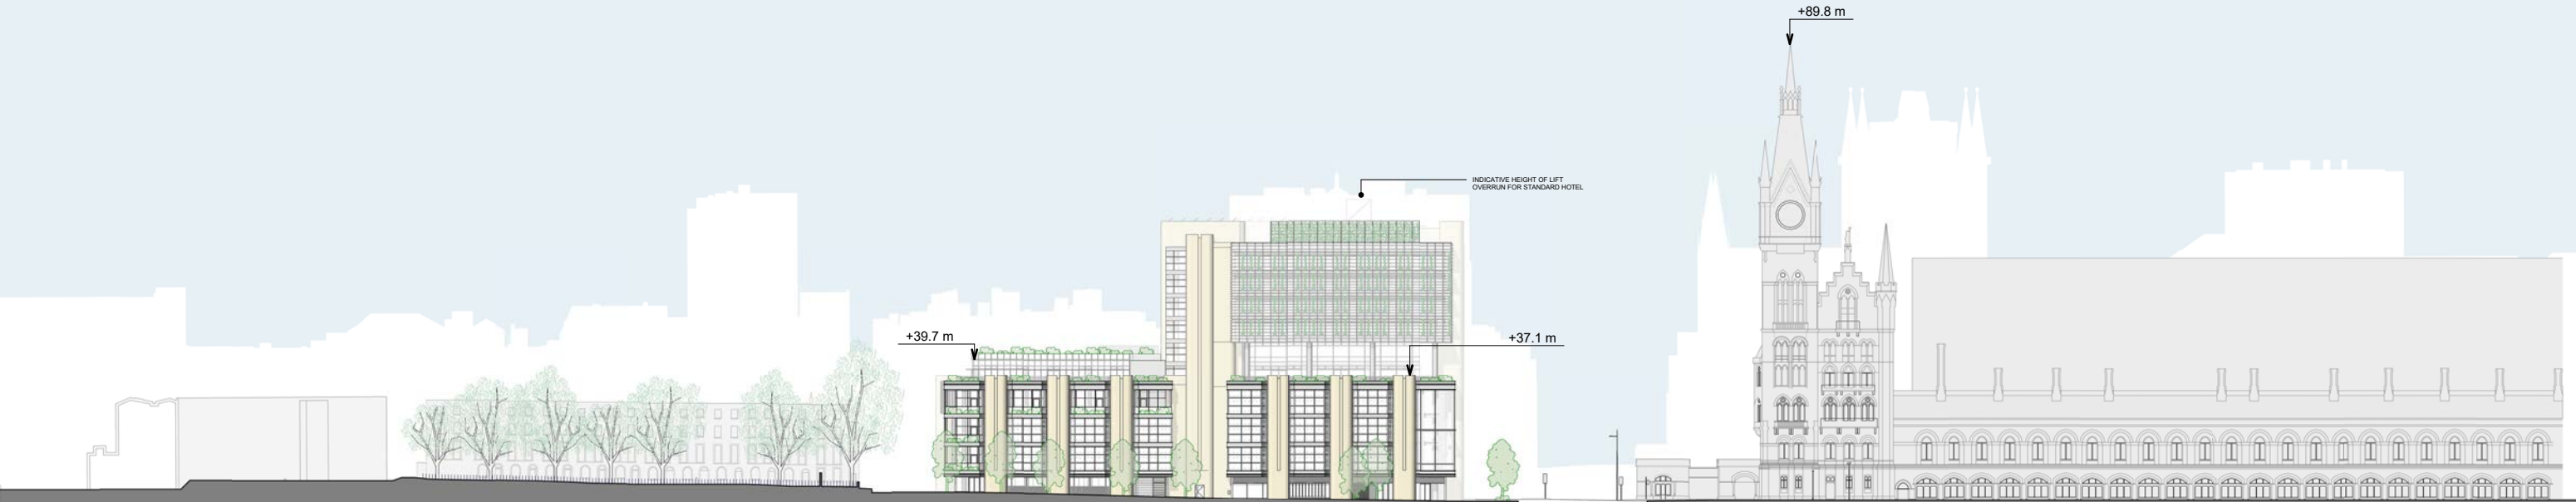 +89.8 m
INDICATIVE HEIGHT OF LIFT
OVERRUN FOR STANDARD HOTEL
+39.7 m
+37.1 m